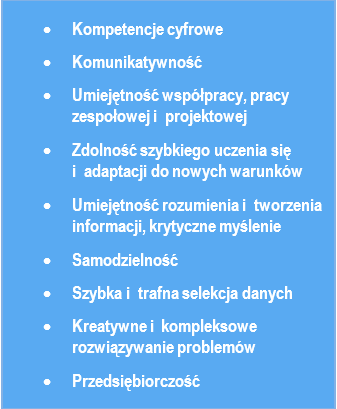 • Kompetencje cyfrowe
• Komunikatywność
• Umiejętność współpracy, pracy
zespołowej i projektowej
• Zdolność szybkiego uczenia się
i adaptacji do nowych warunków
• Umiejętność rozumienia i tworzenia
informacji, krytyczne myślenie
• Samodzielność
• Szybka i trafna selekcja danych
• Kreatywne i kompleksowe
rozwiązywanie problemów
• Przedsiębiorczość